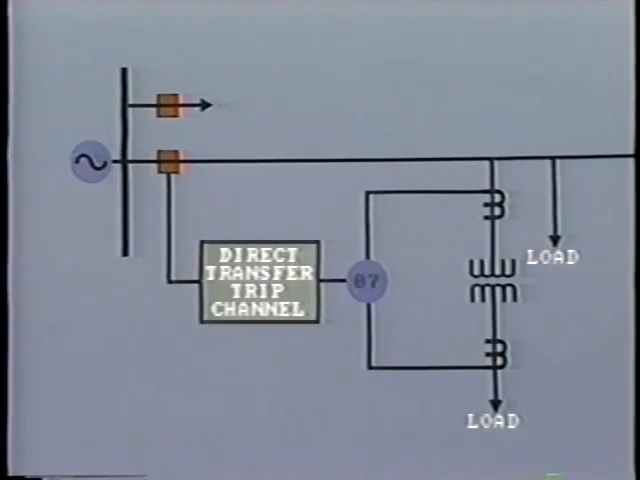 DIRECT
TRANSFER
TRIP
CHANNEL
87
LOAD
LOAD